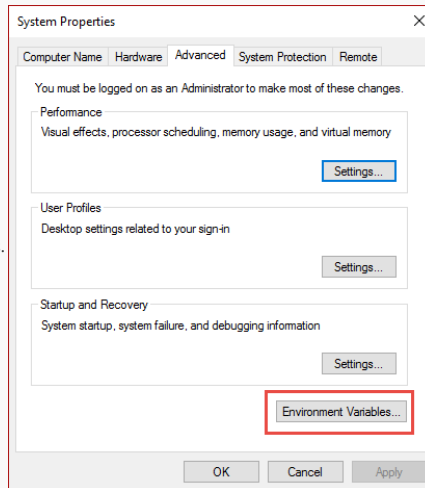 System Properties
Computer Name Hardware Advanced System Protection Remote
You must be logged on as an Administrator to make most of these changes.
Performance
Visual effects, processor scheduling, memory usage, and virtual memory
Settings...
User Profiles
Desktop settings related to your sign-in
Settings...
Startup and Recovery
System startup, system failure, and debugging information
Settings...
Environment Variables...
OK Cancel Apply